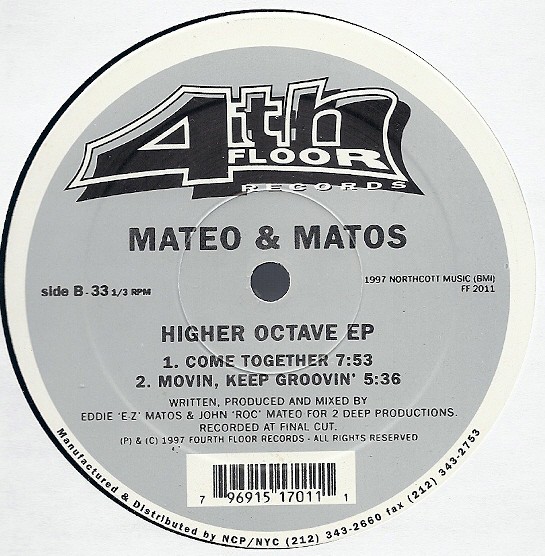 4th
FLOOR
RECORDS
MATEO & MATOS
side B - 33 1/3 RPM
1997 NORTHCOTT MUSIC (BMI)
FF 2011
HIGHER OCTAVE EP
1. COME TOGETHER 7:53
2. MOVIN, KEEP GROOVIN' 5:36
WRITTEN, PRODUCED AND MIXED BY
EDDIE 'E-Z' MATOS & JOHN 'ROC' MATEO FOR 2 DEEP PRODUCTIONS.
RECORDED AT FINAL CUT.
(P) & (C) 1997 FOURTH FLOOR RECORDS - ALL RIGHTS RESERVED
7 96915 17011 1
Manufactured & Distributed by NCP/NYC (212) 343-2660 fax (212) 343-2753